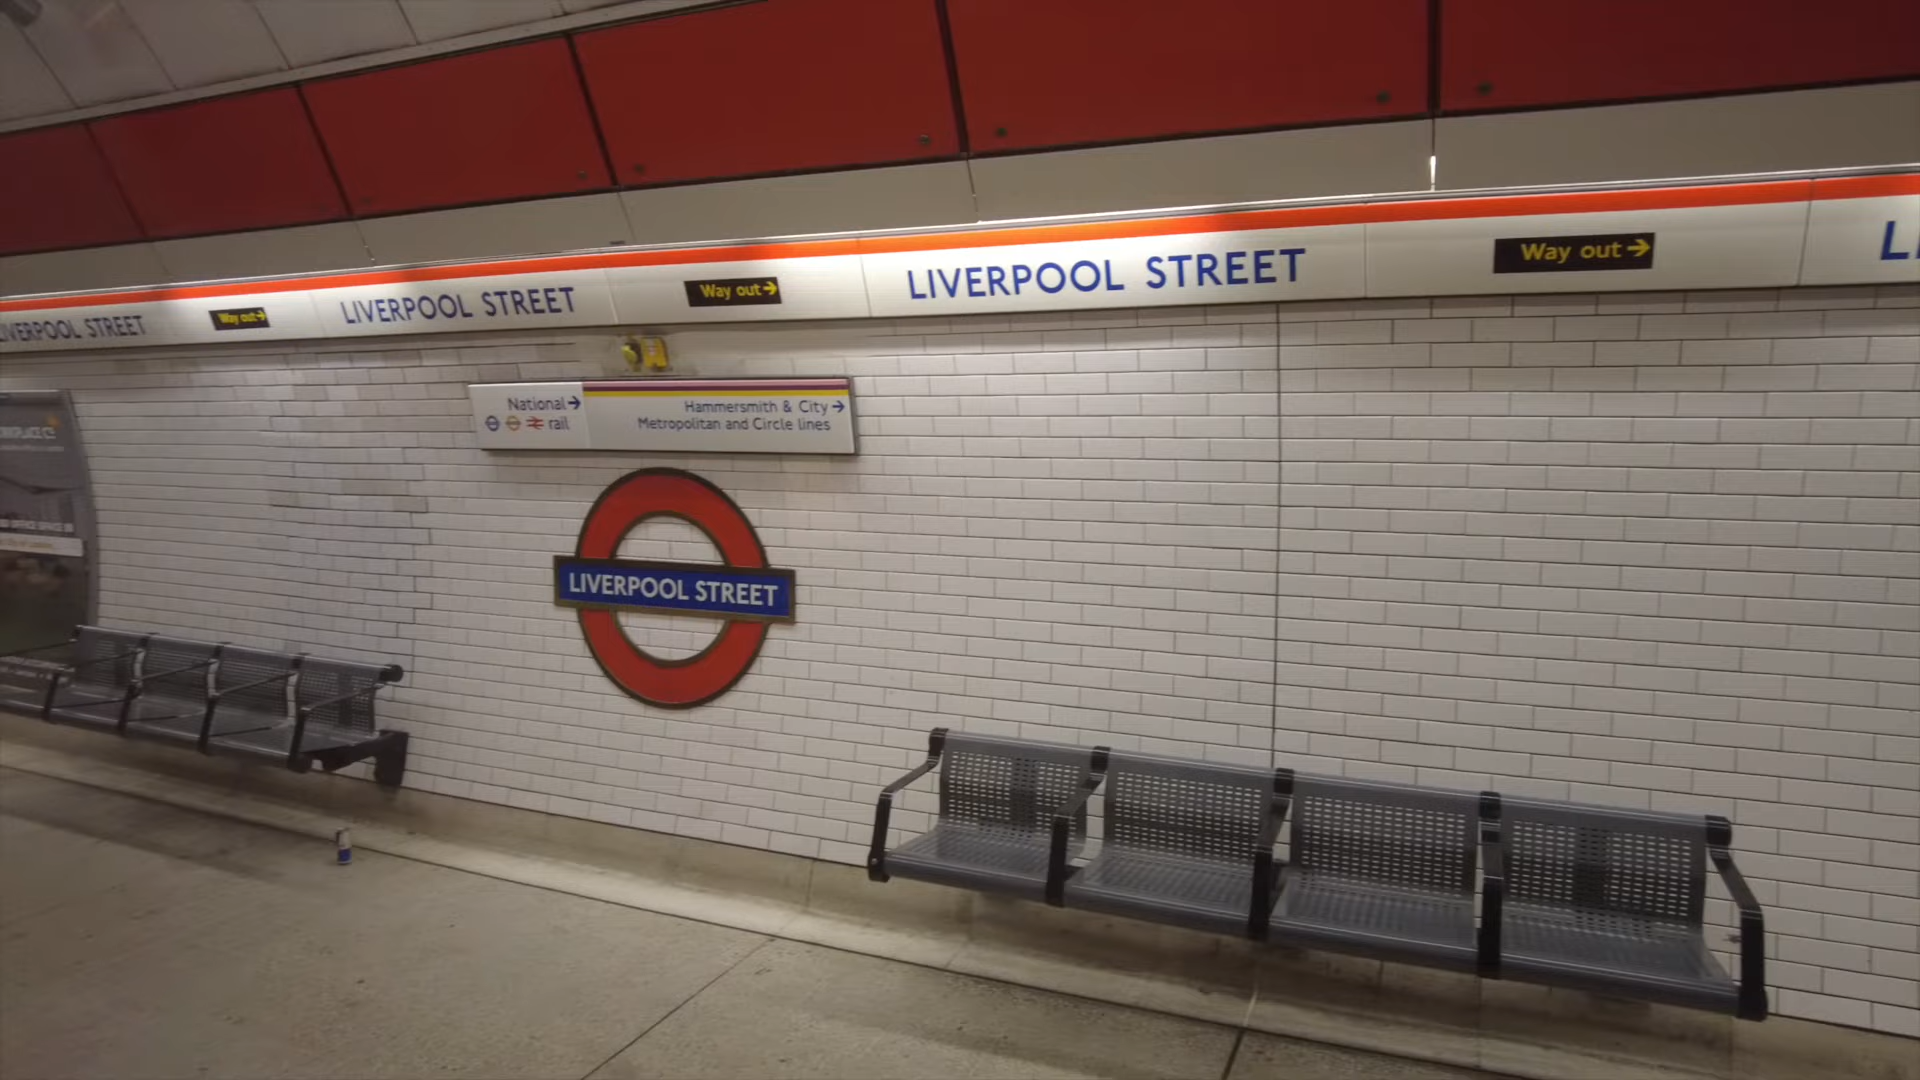 LIVERPOOL STREET
Way out →
LIVERPOOL STREET
Way out →
LIVERPOOL STREET
Way out →
National →
rail
Hammersmith & City →
Metropolitan and Circle lines
LIVERPOOL STREET